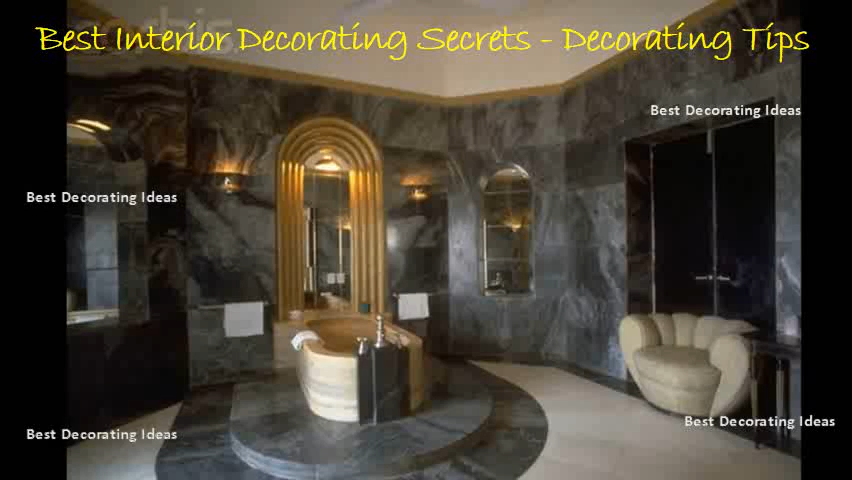 Best Interior Decorating Secrets - Decorating Tips
Best Decorating Ideas
Best Decorating Ideas
Best Decorating Ideas
Best Decorating Ideas